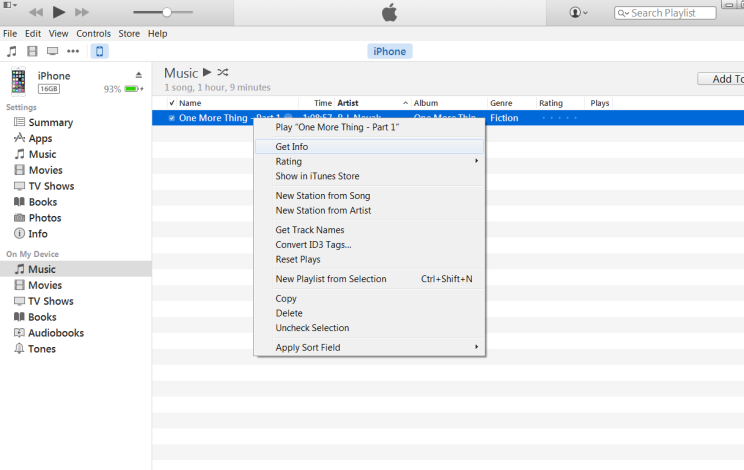 Search Playlist
File Edit View Controls Store Help
iPhone
iPhone
16GB
93%
Settings
Summary
Apps
Music
Movies
TV Shows
Books
Photos
Info
On My Device
Music
Movies
TV Shows
Books
Audiobooks
Tones
Music
1 song, 1 hour, 9 minutes
Add To
Name Time Artist Album Genre Rating Plays
One More Thing - Part 1 1:08:57 B.J. Novak One More Thin Fiction
Play "One More Thing - Part 1"
Get Info
Rating
Show in iTunes Store
New Station from Song
New Station from Artist
Get Track Names
Convert ID3 Tags...
Reset Plays
New Playlist from Selection Ctrl+Shift+N
Copy
Delete
Uncheck Selection
Apply Sort Field